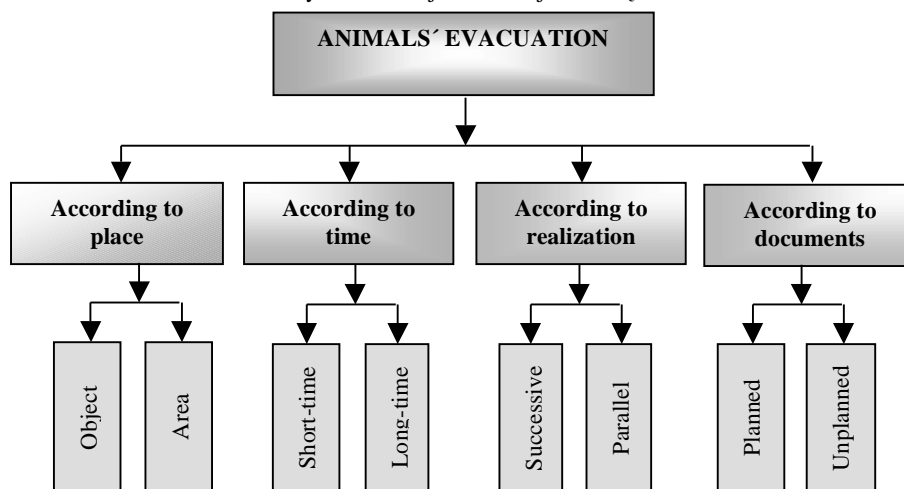 ANIMALS´ EVACUATION
According to
place
According to
time
According to
realization
According to
documents
Object
Area
Short-time
Long-time
Successive
Parallel
Planned
Unplanned